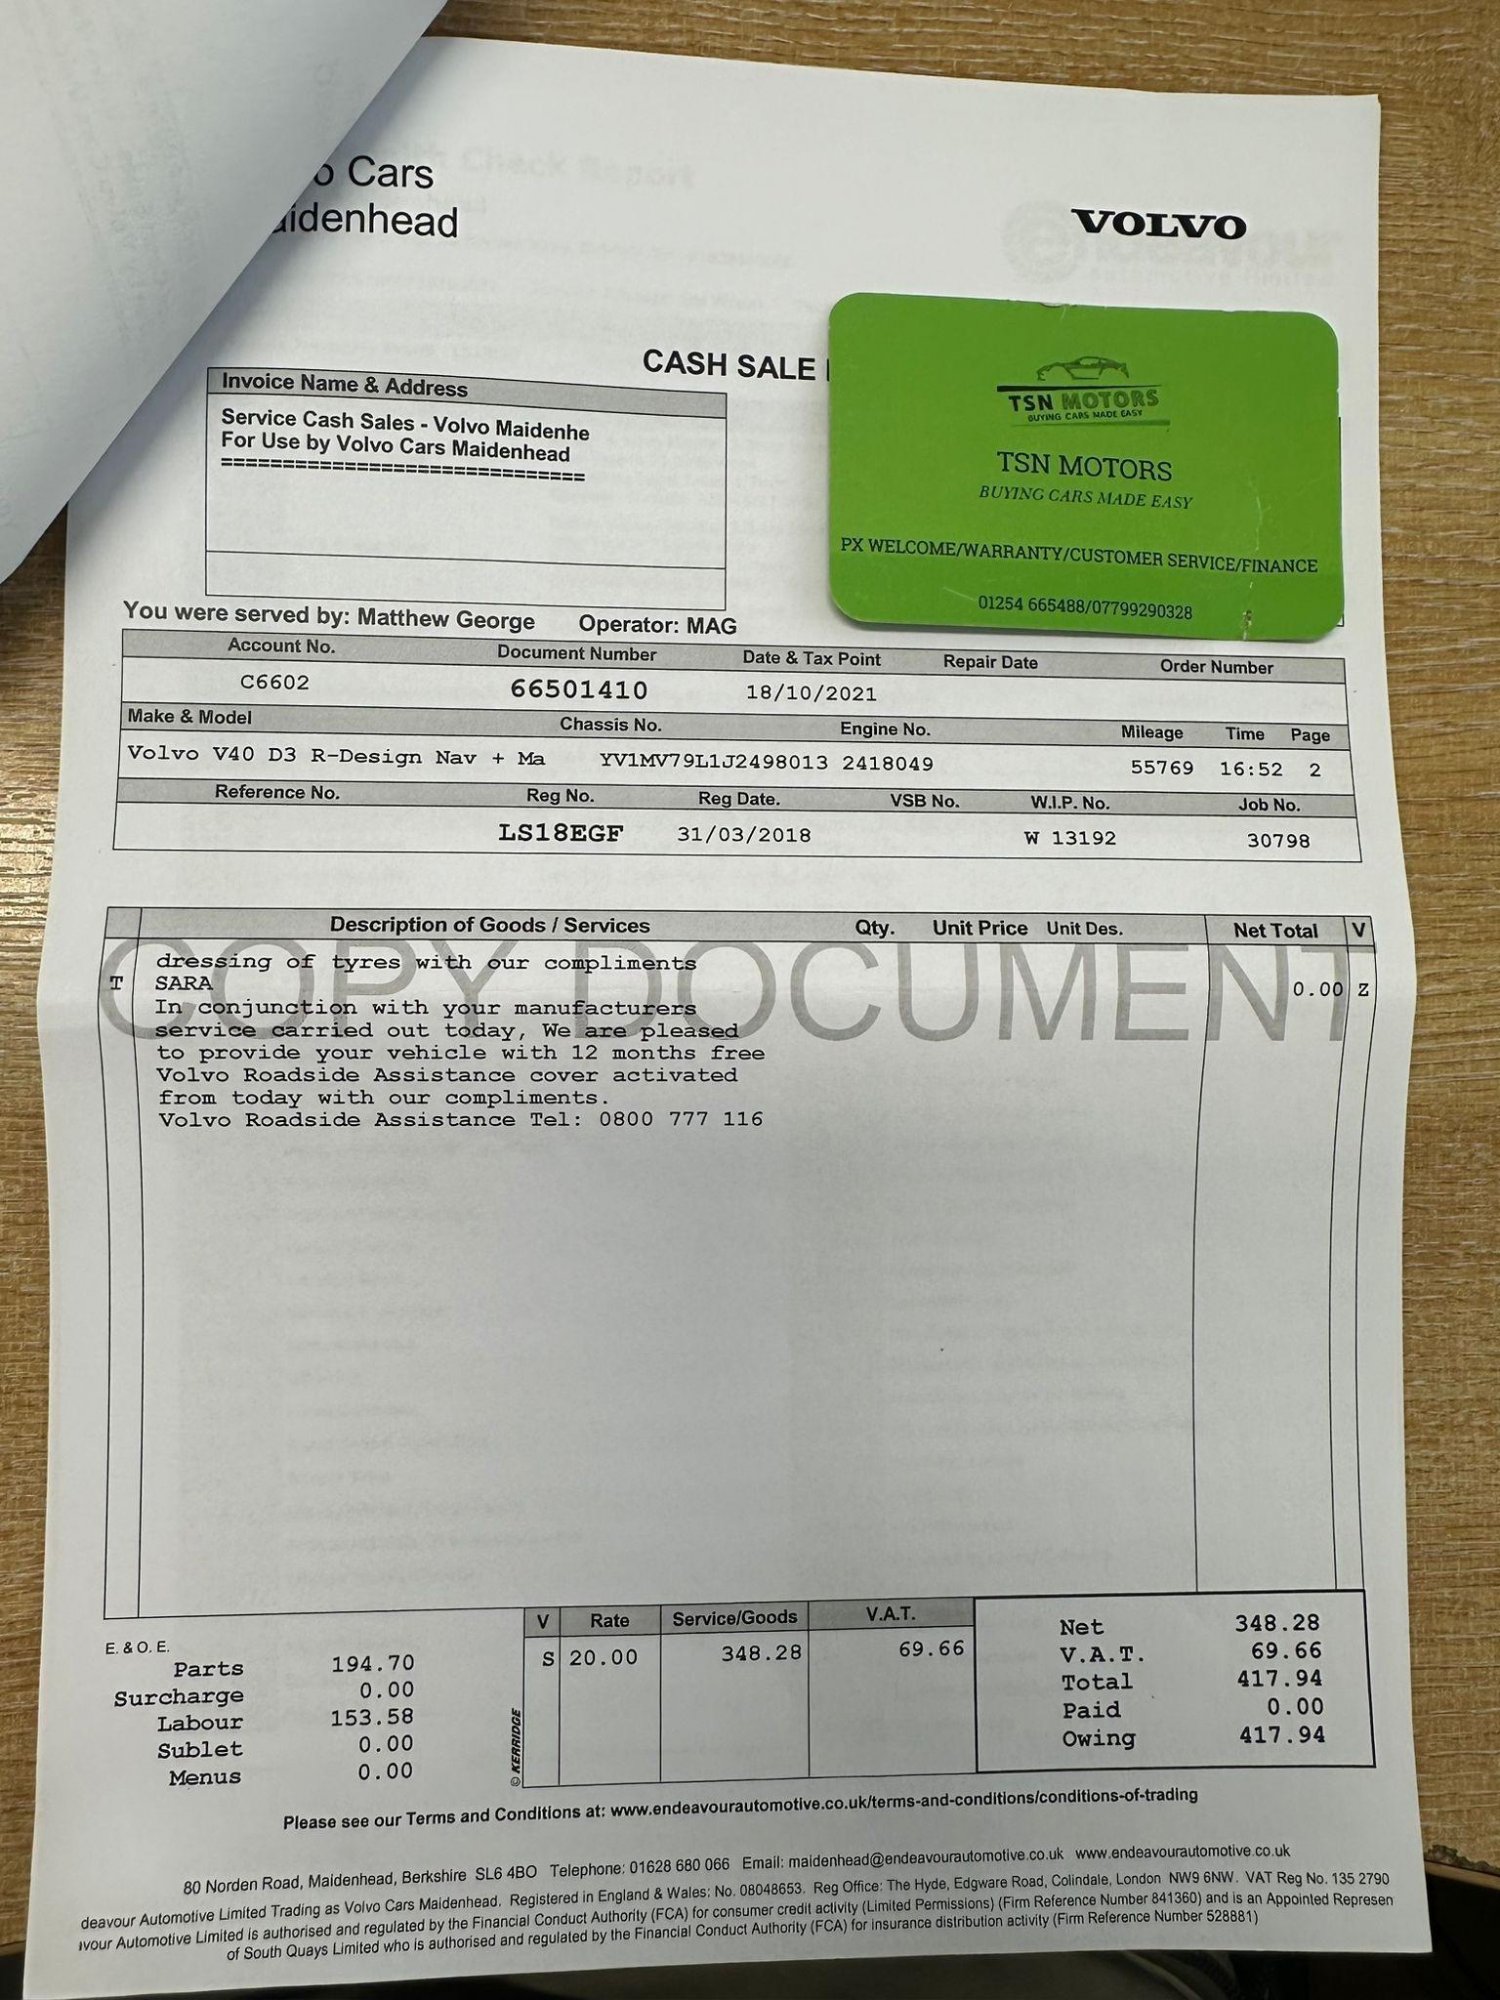 Cars
Maidenhead
VOLVO
CASH SALE
TSN MOTORS
BUYING CARS MADE EASY
TSN MOTORS
BUYING CARS MADE EASY
PX WELCOME/WARRANTY/CUSTOMER SERVICE/FINANCE
01254 665488/07799290328
Invoice Name & Address
Service Cash Sales - Volvo Maidenhe
For Use by Volvo Cars Maidenhead
==============================
You were served by: Matthew George Operator: MAG
Account No. Document Number Date & Tax Point Repair Date Order Number
C6602 66501410 18/10/2021
Make & Model Chassis No. Engine No. Mileage Time Page
Volvo V40 D3 R-Design Nav + Ma YV1MV79L1J2498013 2418049 55769 16:52 2
Reference No. Reg No. Reg Date. VSB No. W.I.P. No. Job No.
LS18EGF 31/03/2018 W 13192 30798
Description of Goods / Services Qty. Unit Price Unit Des. Net Total V
COPY DOCUMENT
dressing of tyres with our compliments
T SARA 0.00 Z
In conjunction with your manufacturers
service carried out today, We are pleased
to provide your vehicle with 12 months free
Volvo Roadside Assistance cover activated
from today with our compliments.
Volvo Roadside Assistance Tel: 0800 777 116
E. & O. E.
Parts 194.70
Surcharge 0.00
Labour 153.58
Sublet 0.00
Menus 0.00
© KERRIDGE
V Rate Service/Goods V.A.T.
S 20.00 348.28 69.66
Net 348.28
V.A.T. 69.66
Total 417.94
Paid 0.00
Owing 417.94
Please see our Terms and Conditions at: www.endeavourautomotive.co.uk/terms-and-conditions/conditions-of-trading
80 Norden Road, Maidenhead, Berkshire SL6 4BO Telephone: 01628 680 066 Email: maidenhead@endeavourautomotive.co.uk www.endeavourautomotive.co.uk
deavour Automotive Limited Trading as Volvo Cars Maidenhead. Registered in England & Wales: No. 08048653. Reg Office: The Hyde, Edgware Road, Colindale, London NW9 6NW. VAT Reg No. 135 2790
vour Automotive Limited is authorised and regulated by the Financial Conduct Authority (FCA) for consumer credit activity (Limited Permissions) (Firm Reference Number 841360) and is an Appointed Represen
of South Quays Limited who is authorised and regulated by the Financial Conduct Authority (FCA) for insurance distribution activity (Firm Reference Number 528881)